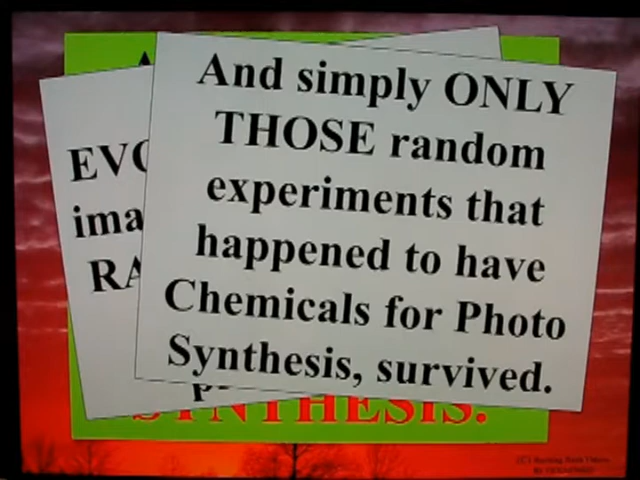 And simply ONLY
THOSE random
experiments that
happened to have
Chemicals for Photo
Synthesis, survived.
EVO
ima
RA
SYNTHESIS.